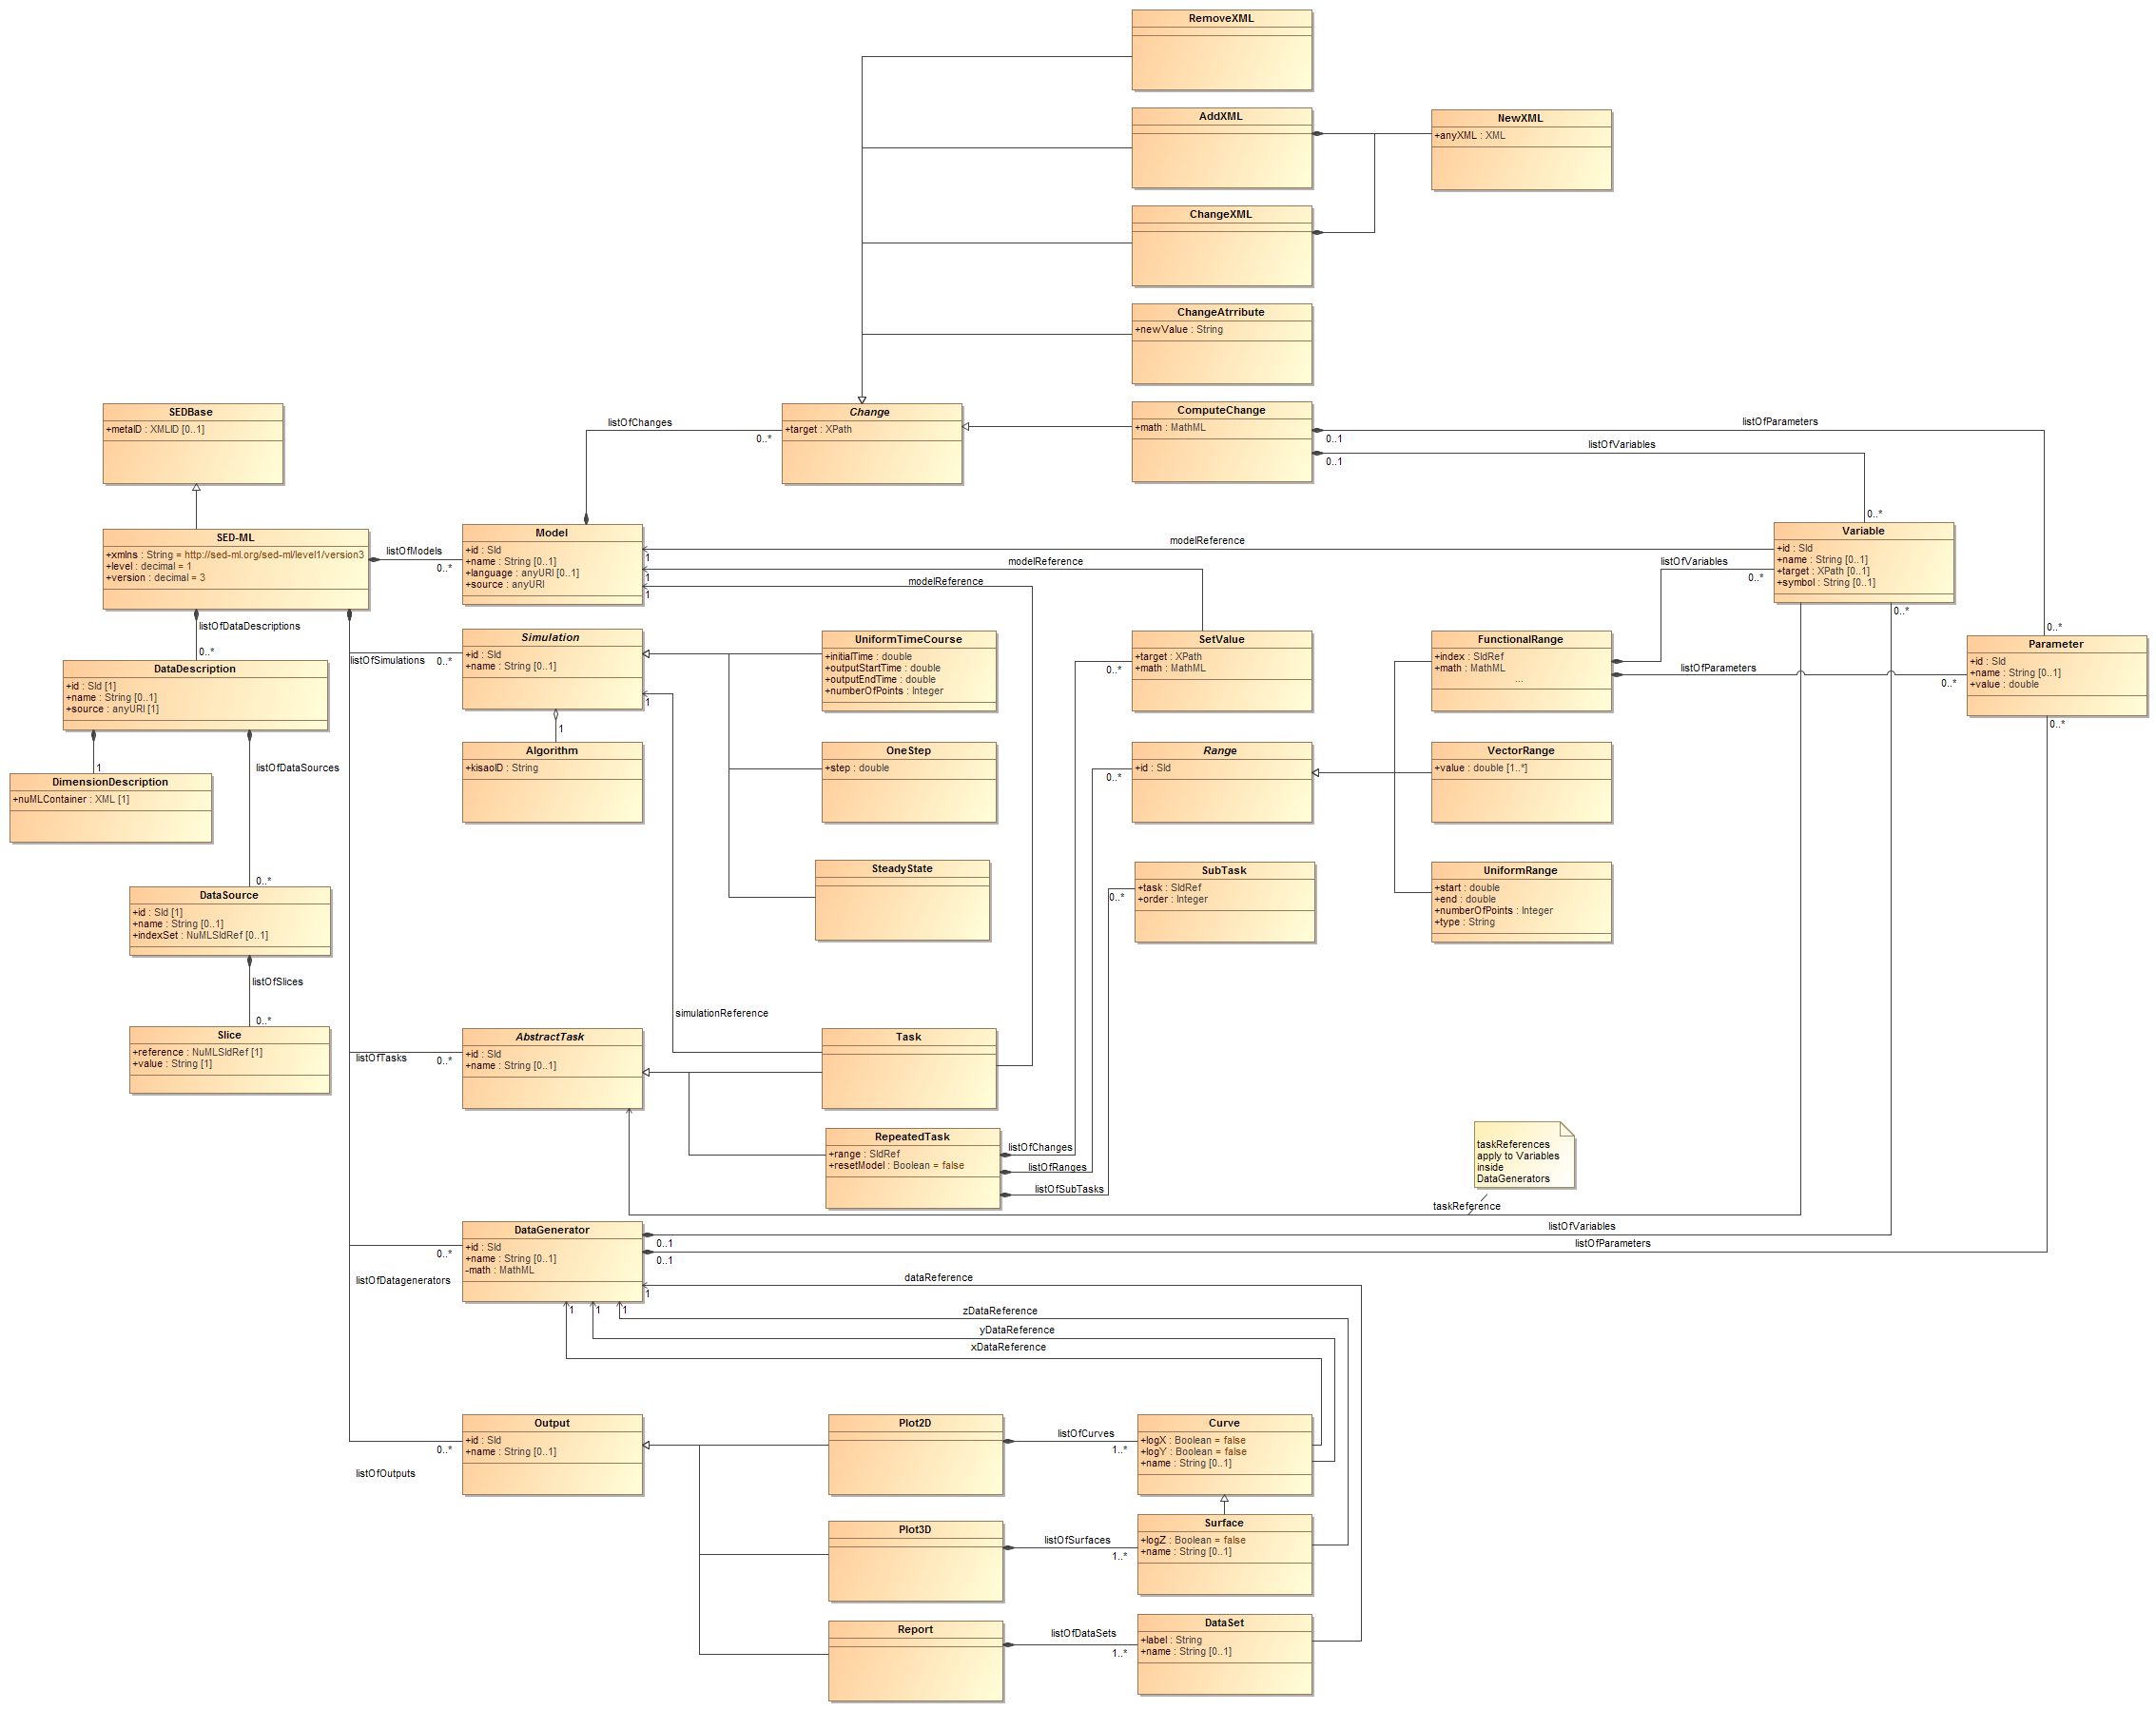 RemoveXML
AddXML
NewXML
+anyXML : XML
ChangeXML
ChangeAtrribute
+newValue : String
SEDBase
+metaID : XMLID [0..1]
listOfChanges
0..*
Change
+target : XPath
ComputeChange
+math : MathML
0..1
listOfParameters
listOfVariables
0..1
SED-ML
+xmlns : String = http://sed-ml.org/sed-ml/level1/version3
+level : decimal = 1
+version : decimal = 3
listOfModels
0..*
Model
+id : SId
+name : String [0..1]
+language : anyURI [0..1]
+source : anyURI
1
1
1
modelReference
modelReference
modelReference
0..*
Variable
+id : SId
+name : String [0..1]
+target : XPath [0..1]
+symbol : String [0..1]
listOfVariables
0..*
0..*
listOfDataDescriptions
0..*
DataDescription
+id : SId [1]
+name : String [0..1]
+source : anyURI [1]
listOfSimulations
0..*
Simulation
+id : SId
+name : String [0..1]
1
1
UniformTimeCourse
+initialTime : double
+outputStartTime : double
+outputEndTime : double
+numberOfPoints : Integer
0..*
SetValue
+target : XPath
+math : MathML
FunctionalRange
+index : SIdRef
+math : MathML
...
listOfParameters
0..*
0..*
Parameter
+id : SId
+name : String [0..1]
+value : double
0..*
1
DimensionDescription
+nuMLContainer : XML [1]
listOfDataSources
0..*
Algorithm
+kisaoID : String
OneStep
+step : double
0..*
Range
+id : SId
VectorRange
+value : double [1..*]
SteadyState
0..*
SubTask
+task : SIdRef
+order : Integer
UniformRange
+start : double
+end : double
+numberOfPoints : Integer
+type : String
DataSource
+id : SId [1]
+name : String [0..1]
+indexSet : NuMLSIdRef [0..1]
listOfSlices
0..*
Slice
+reference : NuMLSIdRef [1]
+value : String [1]
simulationReference
listOfTasks
0..*
AbstractTask
+id : SId
+name : String [0..1]
Task
RepeatedTask
+range : SIdRef
+resetModel : Boolean = false
listOfChanges
listOfRanges
listOfSubTasks
taskReferences
apply to Variables
inside
DataGenerators
taskReference
DataGenerator
+id : SId
+name : String [0..1]
-math : MathML
0..*
listOfDatagenerators
0..1
0..1
listOfVariables
listOfParameters
1
dataReference
1
1
1
zDataReference
yDataReference
xDataReference
Output
+id : SId
+name : String [0..1]
0..*
listOfOutputs
Plot2D
listOfCurves
1..*
Curve
+logX : Boolean = false
+logY : Boolean = false
+name : String [0..1]
Plot3D
listOfSurfaces
1..*
Surface
+logZ : Boolean = false
+name : String [0..1]
Report
listOfDataSets
1..*
DataSet
+label : String
+name : String [0..1]